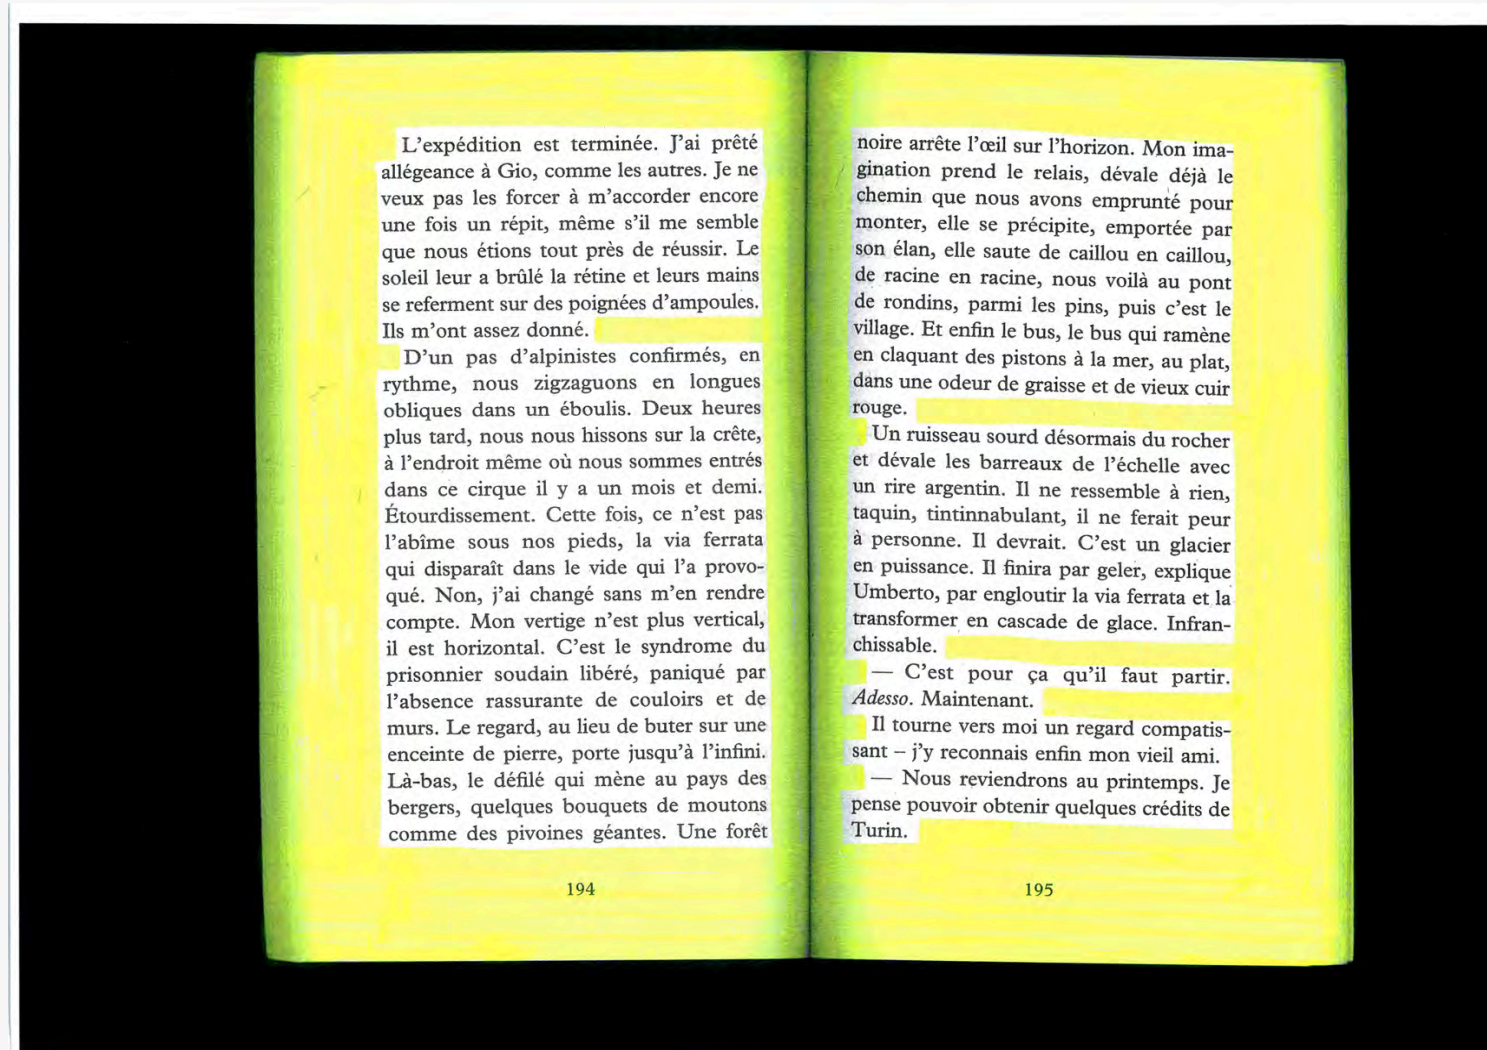 L'expédition est terminée. J'ai prêté
allégeance à Gio, comme les autres. Je ne
veux pas les forcer à m'accorder encore
une fois un répit, même s'il me semble
que nous étions tout près de réussir. Le
soleil leur a brûlé la rétine et leurs mains
se referment sur des poignées d'ampoules.
Ils m'ont assez donné.
D'un pas d'alpinistes confirmés, en
rythme, nous zigzaguons en longues
obliques dans un éboulis. Deux heures
plus tard, nous nous hissons sur la crête,
à l'endroit même où nous sommes entrés
dans ce cirque il y a un mois et demi.
Étourdissement. Cette fois, ce n'est pas
l'abîme sous nos pieds, la via ferrata
qui disparaît dans le vide qui l'a provo-
qué. Non, j'ai changé sans m'en rendre
compte. Mon vertige n'est plus vertical,
il est horizontal. C'est le syndrome du
prisonnier soudain libéré, paniqué par
l'absence rassurante de couloirs et de
murs. Le regard, au lieu de buter sur une
enceinte de pierre, porte jusqu'à l'infini.
Là-bas, le défilé qui mène au pays des
bergers, quelques bouquets de moutons
comme des pivoines géantes. Une forêt
194
noire arrête l'œil sur l'horizon. Mon ima-
gination prend le relais, dévale déjà le
chemin que nous avons emprunté pour
monter, elle se précipite, emportée par
son élan, elle saute de caillou en caillou,
de racine en racine, nous voilà au pont
de rondins, parmi les pins, puis c'est le
village. Et enfin le bus, le bus qui ramène
en claquant des pistons à la mer, au plat,
dans une odeur de graisse et de vieux cuir
rouge.
Un ruisseau sourd désormais du rocher
et dévale les barreaux de l'échelle avec
un rire argentin. Il ne ressemble à rien,
taquin, tintinnabulant, il ne ferait peur
à personne. Il devrait. C'est un glacier
en puissance. Il finira par geler, explique
Umberto, par engloutir la via ferrata et la
transformer en cascade de glace. Infran-
chissable.
— C'est pour ça qu'il faut partir.
Adesso. Maintenant.
Il tourne vers moi un regard compatis-
sant – j'y reconnais enfin mon vieil ami.
— Nous reviendrons au printemps. Je
pense pouvoir obtenir quelques crédits de
Turin.
195